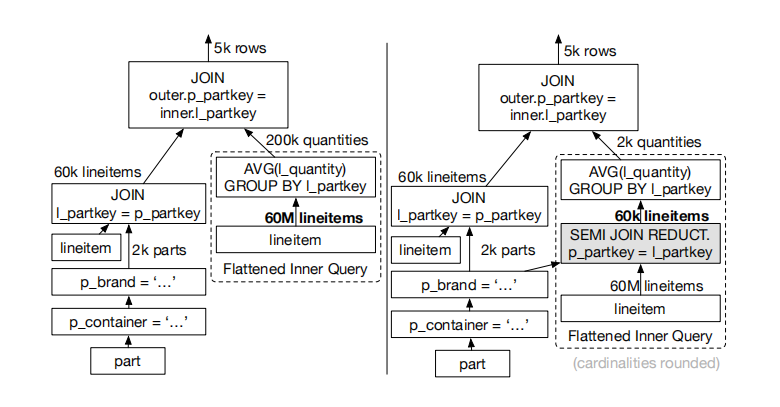 5k rows
JOIN
outer.p_partkey =
inner.l_partkey
200k quantities
60k lineitems
AVG(l_quantity)
GROUP BY l_partkey
JOIN
l_partkey = p_partkey
60M lineitems
lineitem
2k parts
lineitem
Flattened Inner Query
p_brand = ‘...’
p_container = ‘...’
part
5k rows
JOIN
outer.p_partkey =
inner.l_partkey
2k quantities
60k lineitems
AVG(l_quantity)
GROUP BY l_partkey
JOIN
l_partkey = p_partkey
60k lineitems
SEMI JOIN REDUCT.
p_partkey = l_partkey
lineitem
2k parts
p_brand = ‘...’
60M lineitems
lineitem
p_container = ‘...’
Flattened Inner Query
part
(cardinalities rounded)